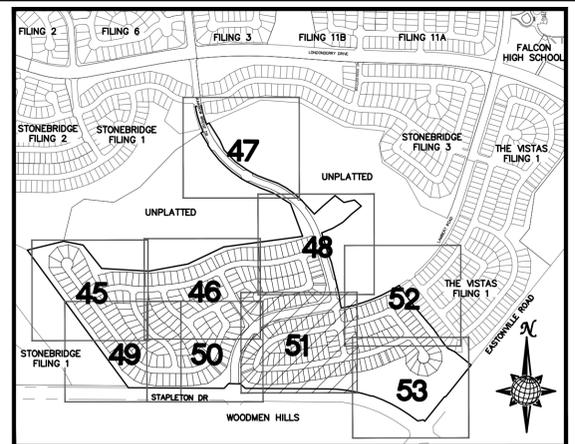 FILING 2
FILING 6
FILING 3
FILING 11B
FILING 11A
LONDONDERRY DRIVE
FALCON
HIGH SCHOOL
STONEBRIDGE
FILING 2
STONEBRIDGE
FILING 1
STONEBRIDGE
FILING 3
THE VISTAS
FILING 1
47
UNPLATTED
UNPLATTED
LAMBERT ROAD
48
45
46
52
THE VISTAS
FILING 1
EASTONVILLE ROAD
N
STONEBRIDGE
FILING 1
49
50
51
53
STAPLETON DR
WOODMEN HILLS